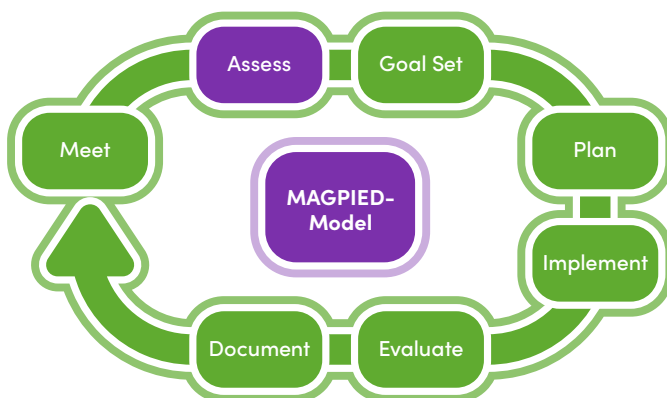 Assess
Goal Set
Meet
Plan
MAGPIED-
Model
Implement
Document
Evaluate